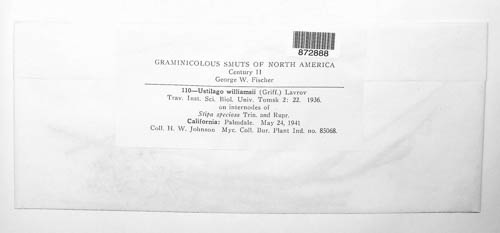 872888
GRAMINICOLOUS SMUTS OF NORTH AMERICA
Century II
George W. Fischer
110—Ustilago williamsii (Griff.) Lavrov
Trav. Inst. Sci. Biol. Univ. Tomsk 2: 22. 1936.
on internodes of
Stipa speciosa Trin. and Rupr.
California: Palmdale. May 24, 1941
Coll. H. W. Johnson Myc. Coll. Bur. Plant Ind. no. 85068.